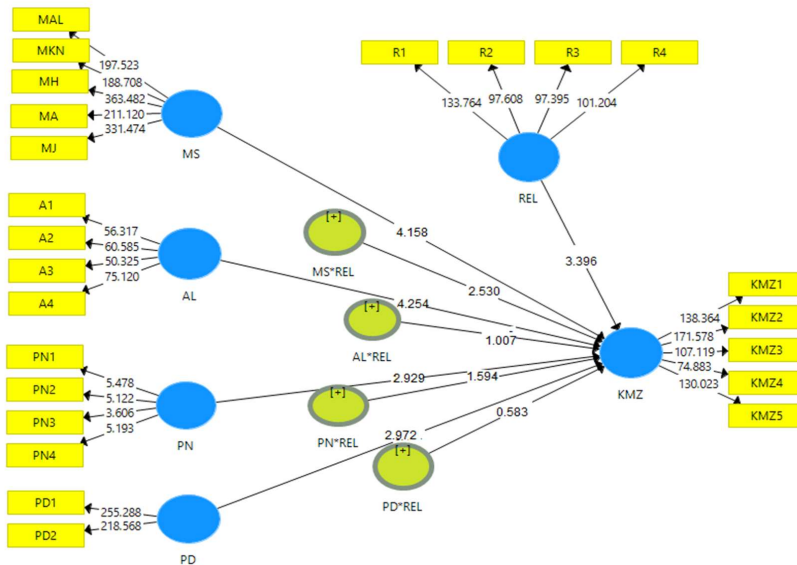 MAL
MKN
MH
MA
MJ
197.523
188.708
363.482
211.120
331.474
MS
R1
R2
R3
R4
133.764
97.608
97.395
101.204
REL
A1
A2
A3
A4
56.317
60.585
50.325
75.120
AL
[+]
MS*REL
4.158
2.530
3.396
[+]
AL*REL
4.254
1.007
PN1
PN2
PN3
PN4
5.478
5.122
3.606
5.193
PN
[+]
PN*REL
2.929
1.594
PD1
PD2
255.288
218.568
PD
[+]
PD*REL
2.972
0.583
KMZ
138.364
171.578
107.119
74.883
130.023
KMZ1
KMZ2
KMZ3
KMZ4
KMZ5